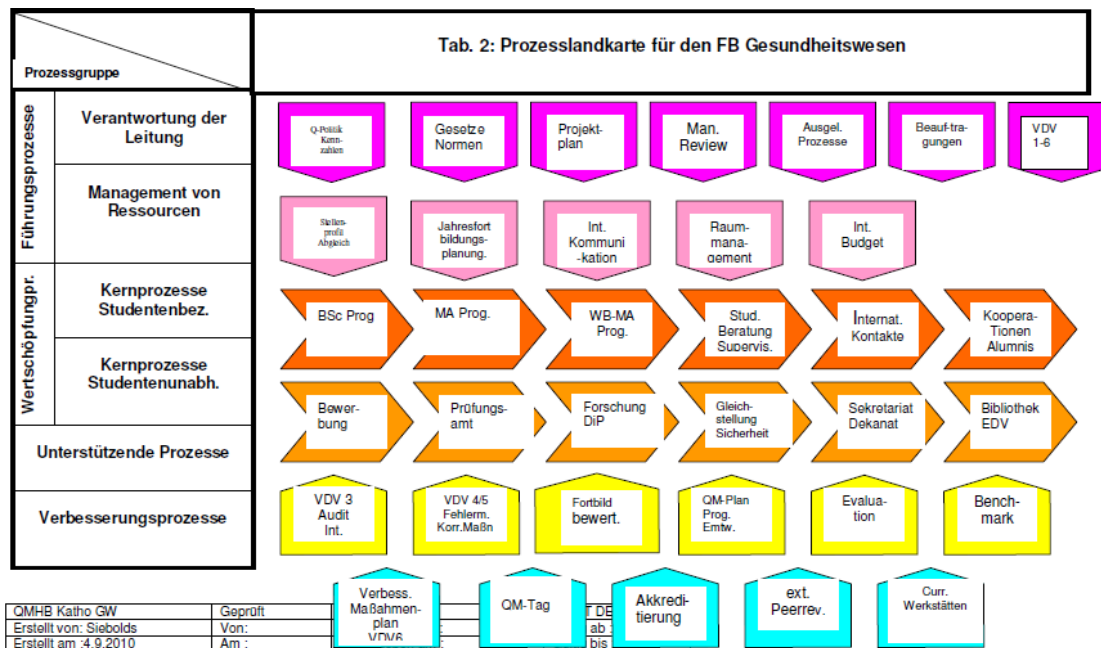 Tab. 2: Prozesslandkarte für den FB Gesundheitswesen
Prozessgruppe
Führungsprozesse
Verantwortung der
Leitung
Q-Politik
Kenn-
zahlen
Gesetze
Normen
Projekt-
plan
Man.
Review
Ausgel.
Prozesse
Beauf-tra-
gungen
VDV
1-6
Management von
Ressourcen
Stellen-
profil
Abgleich
Jahresfort
bildungs-
planung.
Int.
Kommuni
-kation
Raum-
mana-
gement
Int.
Budget
Wertschöpfungpr.
Kernprozesse
Studentenbez.
BSc Prog
MA Prog.
WB-MA
Prog.
Stud.
Beratung
Supervis.
Internat.
Kontakte
Koopera-
Tionen
Alumnis
Kernprozesse
Studentenunabh.
Bewer-
bung
Prüfungs-
amt
Forschung
DiP
Gleich-
stellung
Sicherheit
Sekretariat
Dekanat
Bibliothek
EDV
Unterstützende Prozesse
VDV 3
Audit
Int.
VDV 4/5
Fehlerm.
Korr.Maßn
Fortbild
bewert.
QM-Plan
Prog.
Emtw.
Evalua-
tion
Bench-
mark
Verbesserungsprozesse
Verbess.
Maßnahmen-
plan
VDV6
QM-Tag
Akkredi-
tierung
ext.
Peerrev.
Curr.
Werkstätten
QMHB Katho GW
Geprüft
Erstellt von: Siebolds
Von:
ab :
Erstellt am :4.9.2010
Am :
bis